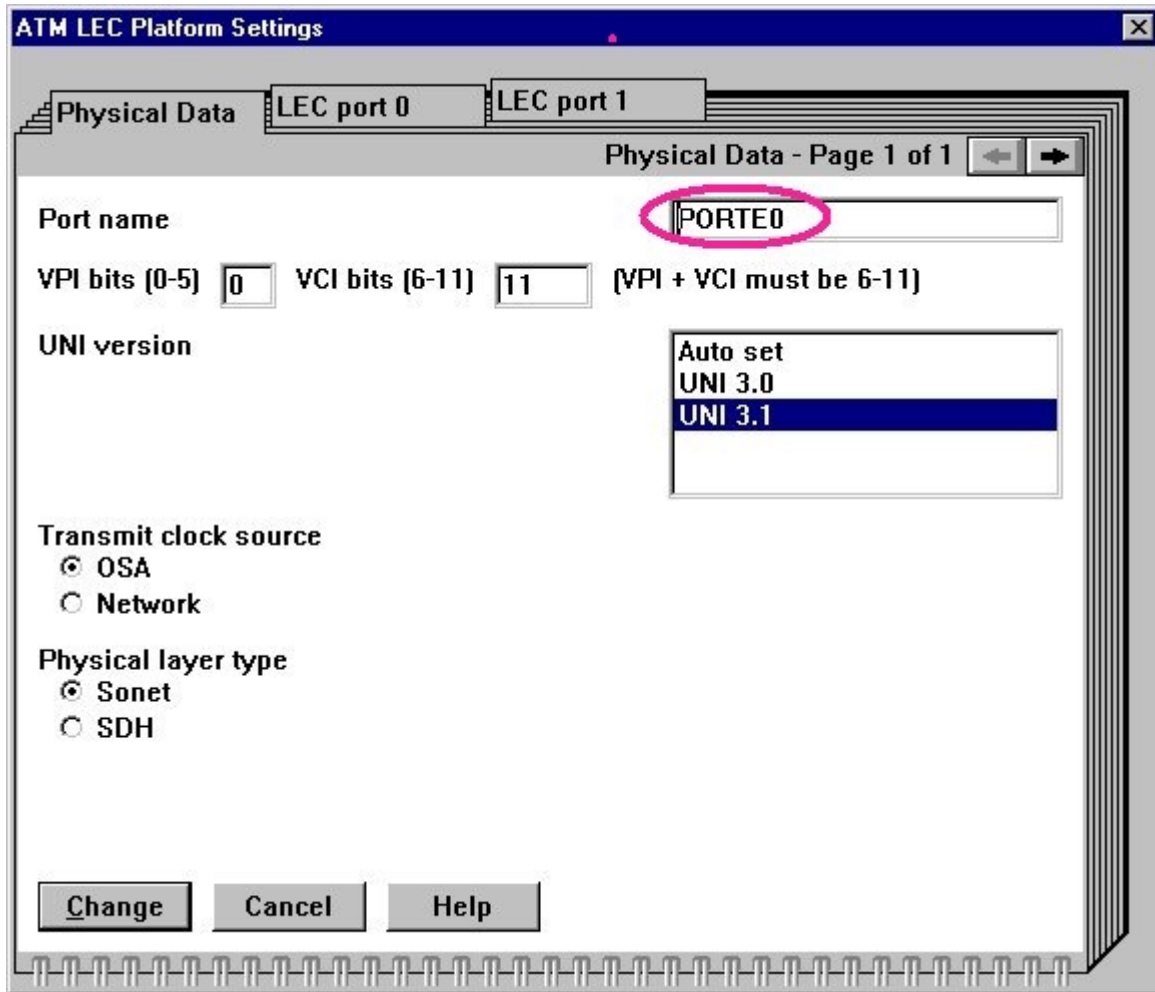 ATM LEC Platform Settings
Physical Data LEC port 0 LEC port 1
Physical Data - Page 1 of 1
Port name PORTE0
VPI bits (0-5) 0 VCI bits (6-11) 11 (VPI + VCI must be 6-11)
UNI version
Auto set
UNI 3.0
UNI 3.1
Transmit clock source
OSA
Network
Physical layer type
Sonet
SDH
Change Cancel Help